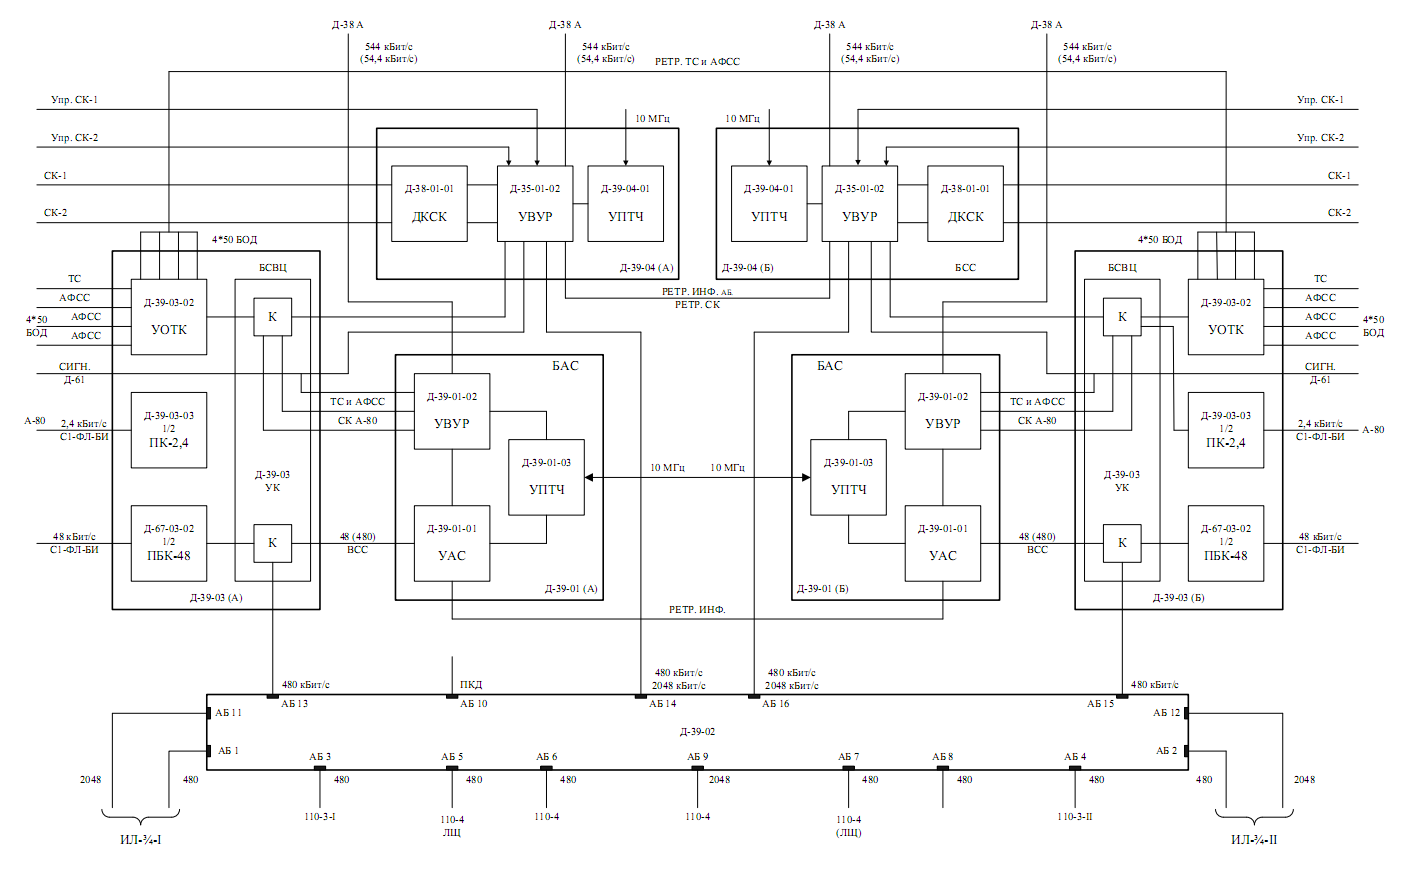 Д-38 А
Д-38 А
Д-38 А
Д-38 А
544 кБит/с
(54,4 кБит/с)
544 кБит/с
(54,4 кБит/с)
544 кБит/с
(54,4 кБит/с)
544 кБит/с
(54,4 кБит/с)
РЕТР. ТС и АФСС
Упр. СК-1
Упр. СК-1
10 МГц
10 МГц
Упр. СК-2
Упр. СК-2
СК-1
СК-1
СК-2
СК-2
Д-38-01-01
ДКСК
Д-35-01-02
УВУР
Д-39-04-01
УПТЧ
Д-39-04 (А)
Д-39-04-01
УПТЧ
Д-35-01-02
УВУР
Д-38-01-01
ДКСК
Д-39-04 (Б)
БСС
4*50 БОД
4*50 БОД
РЕТР. ИНФ. АБ.
РЕТР. СК
ТС
АФСС
АФСС
АФСС
4*50
БОД
СИГН.
Д-61
А-80
2,4 кБит/с
С1-ФЛ-БИ
48 кБит/с
С1-ФЛ-БИ
Д-39-03-02
УОТК
Д-39-03-03
1/2
ПК-2,4
Д-67-03-02
1/2
ПБК-48
БСВЦ
К
Д-39-03
УК
К
Д-39-03 (А)
ТС и АФСС
СК А-80
48 (480)
ВСС
БАС
Д-39-01-02
УВУР
Д-39-01-03
УПТЧ
Д-39-01-01
УАС
Д-39-01 (А)
10 МГц
10 МГц
БАС
Д-39-01-02
УВУР
Д-39-01-03
УПТЧ
Д-39-01-01
УАС
Д-39-01 (Б)
ТС и АФСС
СК А-80
48 (480)
ВСС
БСВЦ
К
Д-39-03
УК
К
Д-39-03-02
УОТК
Д-39-03-03
1/2
ПК-2,4
Д-67-03-02
1/2
ПБК-48
Д-39-03 (Б)
ТС
АФСС
АФСС
АФСС
4*50
БОД
СИГН.
Д-61
2,4 кБит/с
С1-ФЛ-БИ
А-80
48 кБит/с
С1-ФЛ-БИ
РЕТР. ИНФ.
480 кБит/с
ПКД
480 кБит/с
2048 кБит/с
480 кБит/с
2048 кБит/с
480 кБит/с
АБ 13
АБ 10
АБ 14
АБ 16
АБ 15
АБ 11
АБ 12
Д-39-02
АБ 1
АБ 2
АБ 3
АБ 5
АБ 6
АБ 9
АБ 7
АБ 8
АБ 4
2048
480
480
480
480
2048
480
480
480
480
2048
110-3-I
110-4
ЛЩ
110-4
110-4
110-4
(ЛЩ)
110-3-II
ИЛ-¾-I
ИЛ-¾-II